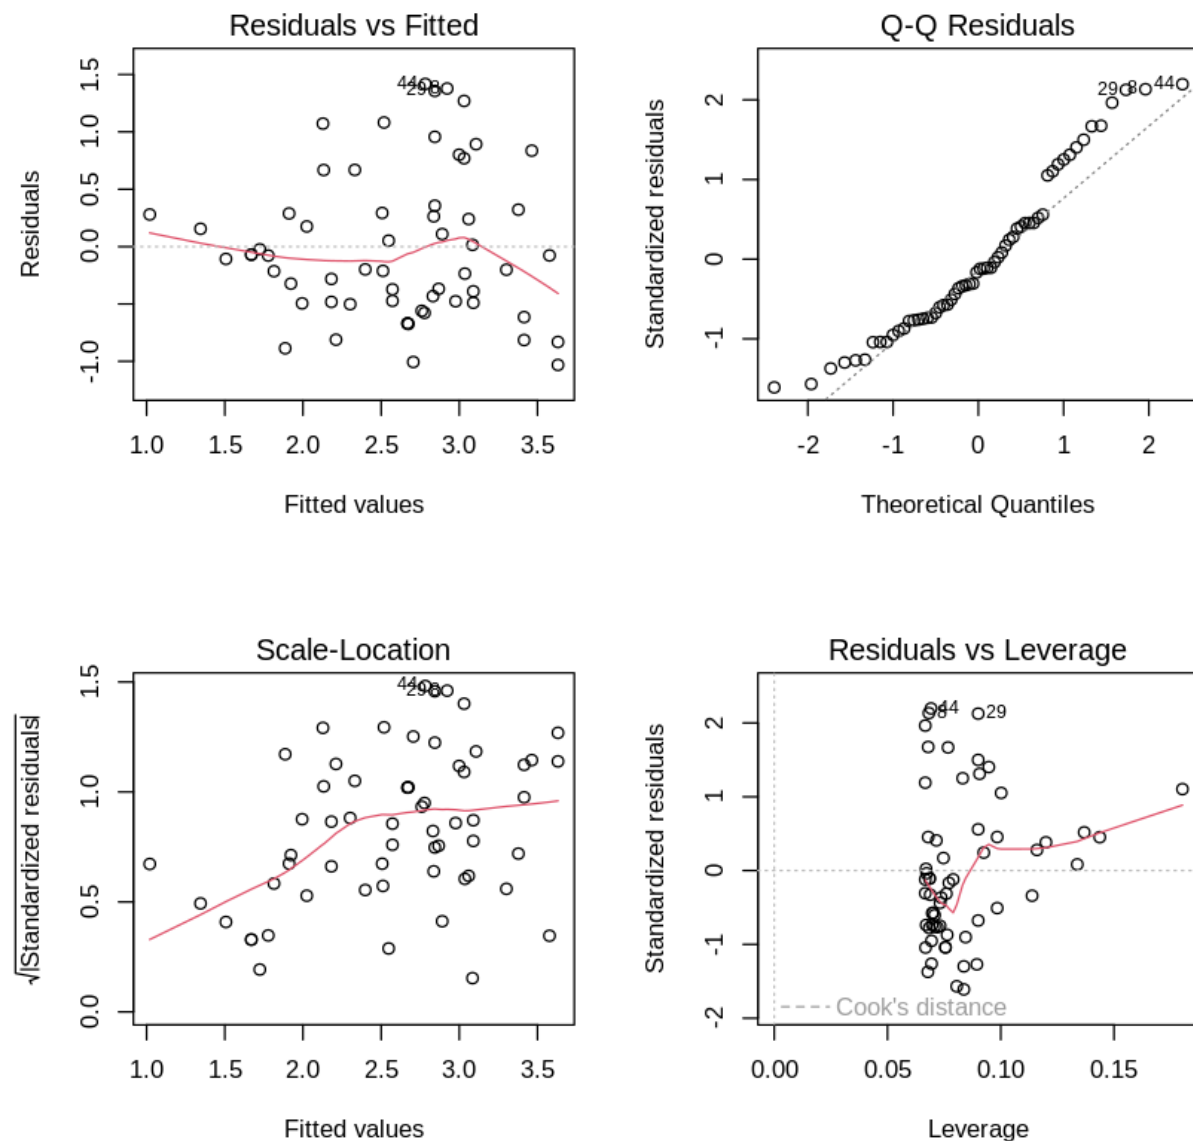 Residuals vs Fitted
Residuals
1.5
1.0
0.5
0.0
-1.0
44
29
8
1.0 1.5 2.0 2.5 3.0 3.5
Fitted values
Q-Q Residuals
Standardized residuals
2
1
0
-1
29 8 44
-2 -1 0 1 2
Theoretical Quantiles
Scale-Location
√|Standardized residuals|
1.5
1.0
0.5
0.0
44
29
8
1.0 1.5 2.0 2.5 3.0 3.5
Fitted values
Residuals vs Leverage
Standardized residuals
2
1
0
-1
-2
44
8
29
Cook's distance
0.00 0.05 0.10 0.15
Leverage